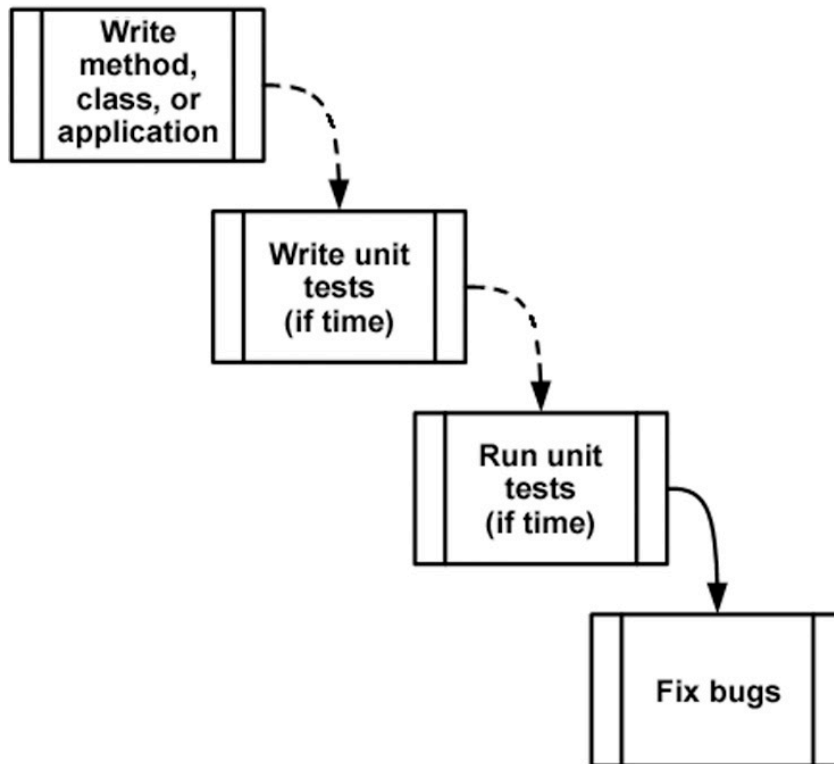 Write
method,
class, or
application
Write unit
tests
(if time)
Run unit
tests
(if time)
Fix bugs